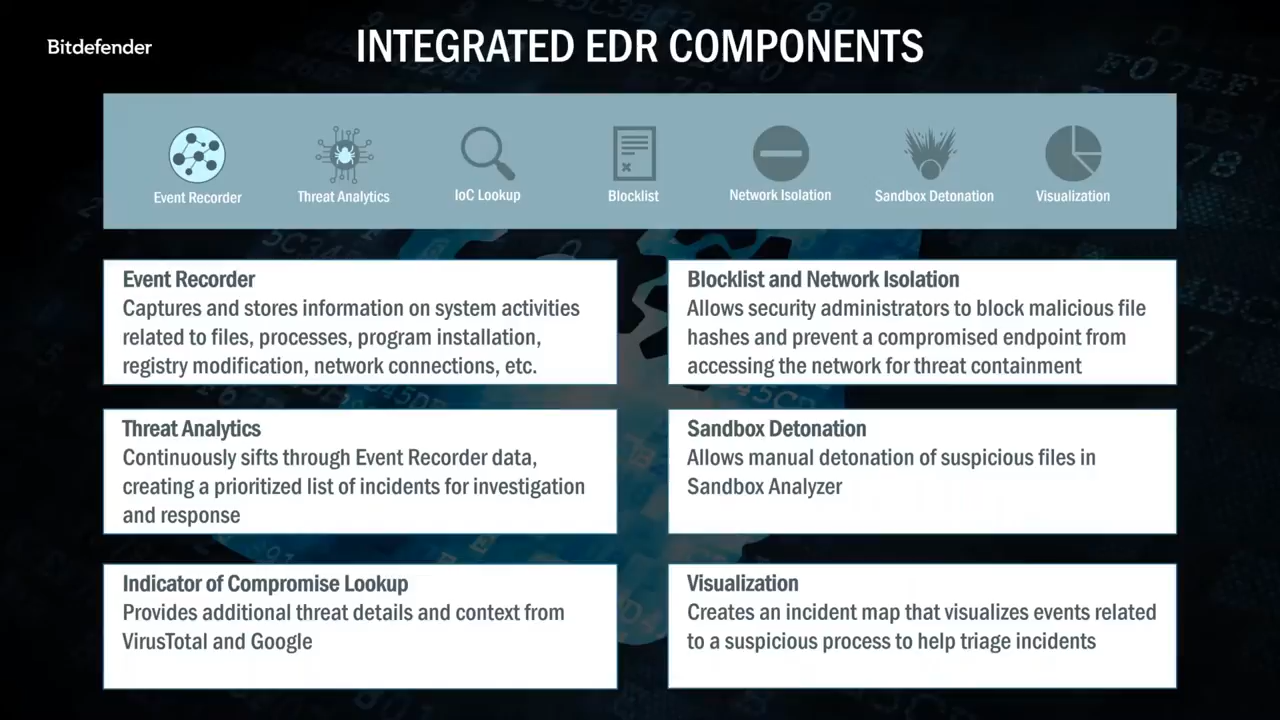 Bitdefender
INTEGRATED EDR COMPONENTS
Event Recorder
Threat Analytics
IoC Lookup
Blocklist
Network Isolation
Sandbox Detonation
Visualization
Event Recorder
Captures and stores information on system activities
related to files, processes, program installation,
registry modification, network connections, etc.
Blocklist and Network Isolation
Allows security administrators to block malicious file
hashes and prevent a compromised endpoint from
accessing the network for threat containment
Threat Analytics
Continuously sifts through Event Recorder data,
creating a prioritized list of incidents for investigation
and response
Sandbox Detonation
Allows manual detonation of suspicious files in
Sandbox Analyzer
Indicator of Compromise Lookup
Provides additional threat details and context from
VirusTotal and Google
Visualization
Creates an incident map that visualizes events related
to a suspicious process to help triage incidents